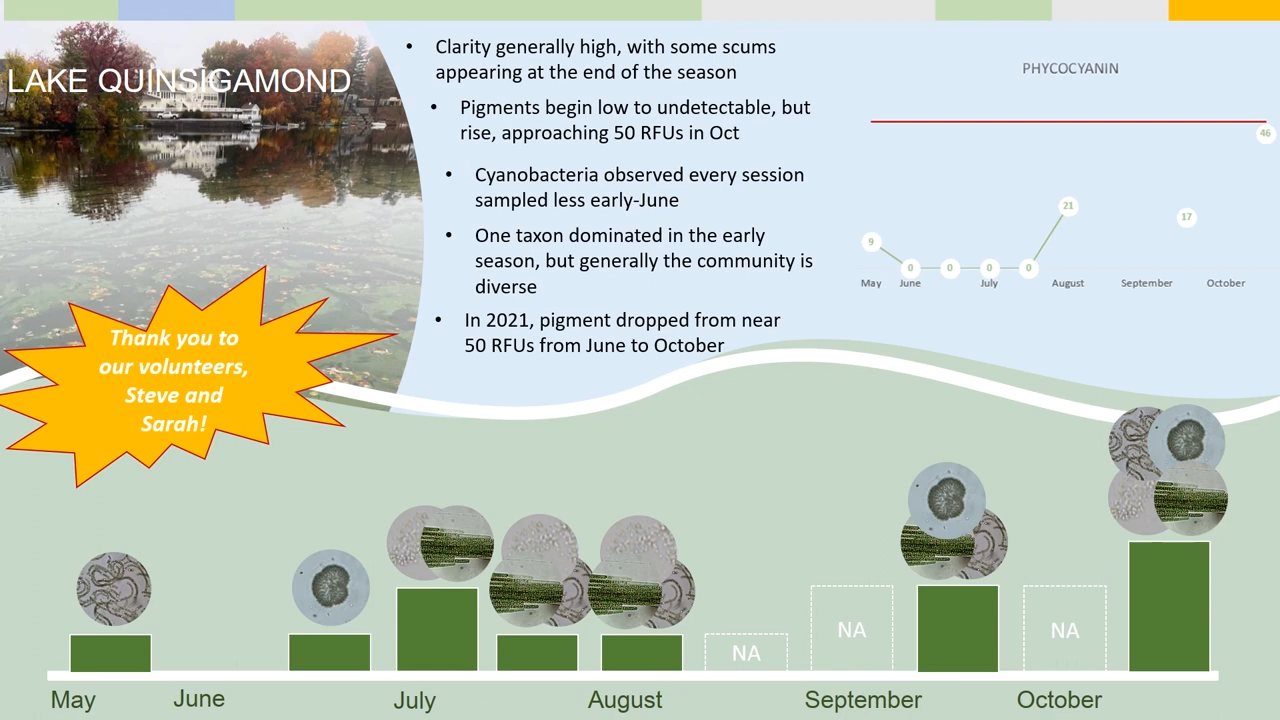 LAKE QUINSIGAMOND
• Clarity generally high, with some scums
appearing at the end of the season
• Pigments begin low to undetectable, but
rise, approaching 50 RFUs in Oct
• Cyanobacteria observed every session
sampled less early-June
• One taxon dominated in the early
season, but generally the community is
diverse
• In 2021, pigment dropped from near
50 RFUs from June to October
PHYCOCYANIN
46
21
17
9
0 0 0 0
May June July August September October
Thank you to
our volunteers,
Steve and
Sarah!
NA NA NA
May June July August September October